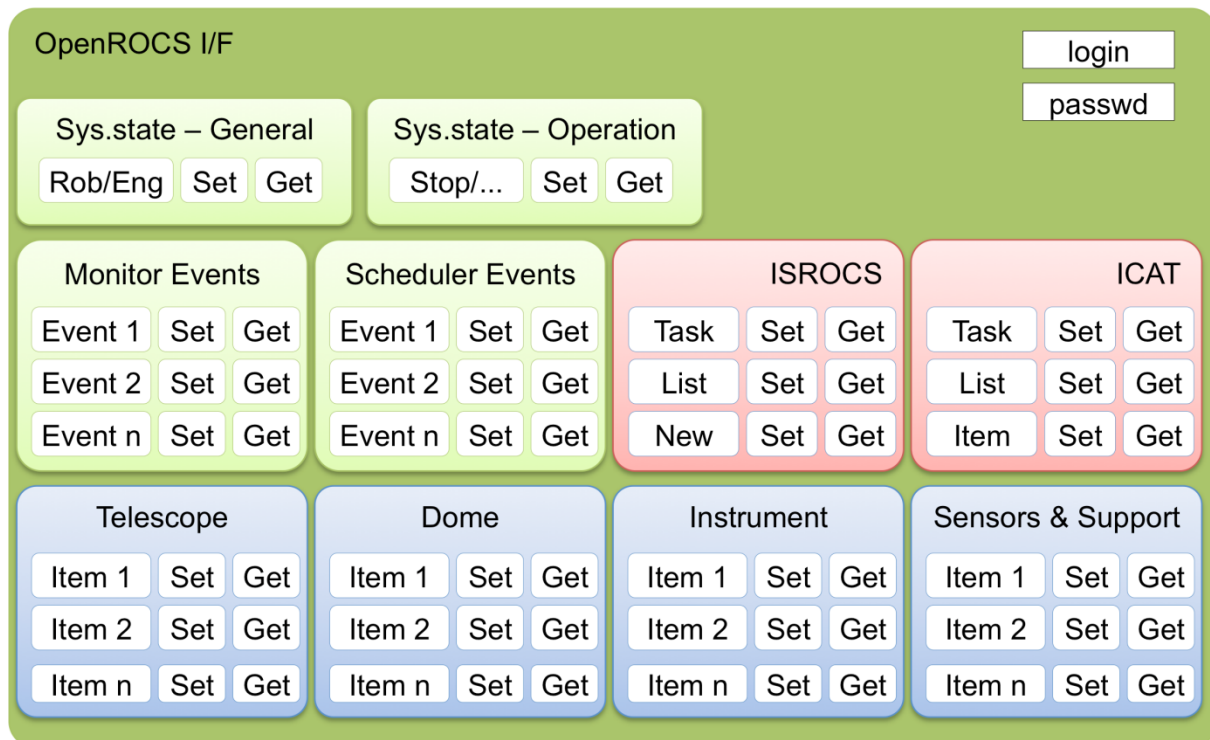 OpenROCS I/F
login
passwd
Sys.state – General
Rob/Eng Set Get
Sys.state – Operation
Stop/... Set Get
Monitor Events
Event 1 Set Get
Event 2 Set Get
Event n Set Get
Scheduler Events
Event 1 Set Get
Event 2 Set Get
Event n Set Get
ISROCS
Task Set Get
List Set Get
New Set Get
ICAT
Task Set Get
List Set Get
Item Set Get
Telescope
Item 1 Set Get
Item 2 Set Get
Item n Set Get
Dome
Item 1 Set Get
Item 2 Set Get
Item n Set Get
Instrument
Item 1 Set Get
Item 2 Set Get
Item n Set Get
Sensors & Support
Item 1 Set Get
Item 2 Set Get
Item n Set Get